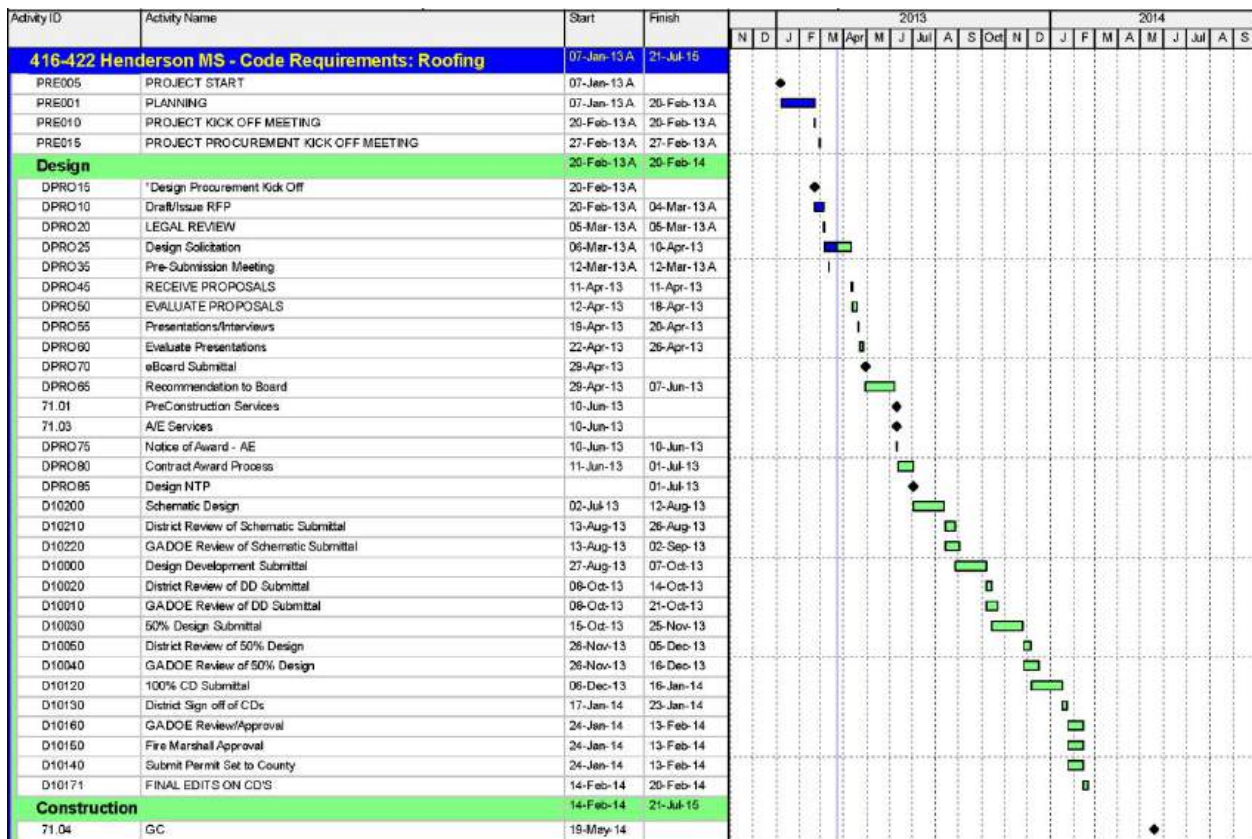 Activity ID Activity Name Start Finish 2013 2014
N D J F M Apr M J Jul A S Oct N D J F M A M J Jul A S
416-422 Henderson MS - Code Requirements: Roofing 07-Jan-13 A 21-Jul-15
PRE005 PROJECT START 07-Jan-13 A
PRE001 PLANNING 07-Jan-13 A 20-Feb-13 A
PRE010 PROJECT KICK OFF MEETING 20-Feb-13 A 20-Feb-13 A
PRE015 PROJECT PROCUREMENT KICK OFF MEETING 27-Feb-13 A 27-Feb-13 A
Design 20-Feb-13 A 20-Feb-14
DPRO15 *Design Procurement Kick Off 20-Feb-13 A
DPRO10 Draft/Issue RFP 20-Feb-13 A 04-Mar-13 A
DPRO20 LEGAL REVIEW 05-Mar-13 A 05-Mar-13 A
DPRO25 Design Solicitation 06-Mar-13 A 10-Apr-13
DPRO35 Pre-Submission Meeting 12-Mar-13 A 12-Mar-13 A
DPRO45 RECEIVE PROPOSALS 11-Apr-13 11-Apr-13
DPRO50 EVALUATE PROPOSALS 12-Apr-13 18-Apr-13
DPRO55 Presentations/Interviews 19-Apr-13 20-Apr-13
DPRO60 Evaluate Presentations 22-Apr-13 26-Apr-13
DPRO70 eBoard Submittal 29-Apr-13
DPRO65 Recommendation to Board 29-Apr-13 07-Jun-13
71.01 PreConstruction Services 10-Jun-13
71.03 A/E Services 10-Jun-13
DPRO75 Notice of Award - AE 10-Jun-13 10-Jun-13
DPRO80 Contract Award Process 11-Jun-13 01-Jul-13
DPRO85 Design NTP 01-Jul-13
D10200 Schematic Design 02-Jul-13 12-Aug-13
D10210 District Review of Schematic Submittal 13-Aug-13 26-Aug-13
D10220 GADOE Review of Schematic Submittal 13-Aug-13 02-Sep-13
D10000 Design Development Submittal 27-Aug-13 07-Oct-13
D10020 District Review of DD Submittal 08-Oct-13 14-Oct-13
D10010 GADOE Review of DD Submittal 08-Oct-13 21-Oct-13
D10030 50% Design Submittal 15-Oct-13 25-Nov-13
D10050 District Review of 50% Design 26-Nov-13 05-Dec-13
D10040 GADOE Review of 50% Design 26-Nov-13 16-Dec-13
D10120 100% CD Submittal 06-Dec-13 16-Jan-14
D10130 District Sign off of CDs 17-Jan-14 23-Jan-14
D10160 GADOE Review/Approval 24-Jan-14 13-Feb-14
D10150 Fire Marshall Approval 24-Jan-14 13-Feb-14
D10140 Submit Permit Set to County 24-Jan-14 13-Feb-14
D10171 FINAL EDITS ON CD'S 14-Feb-14 20-Feb-14
Construction 14-Feb-14 21-Jul-15
71.04 GC 19-May-14